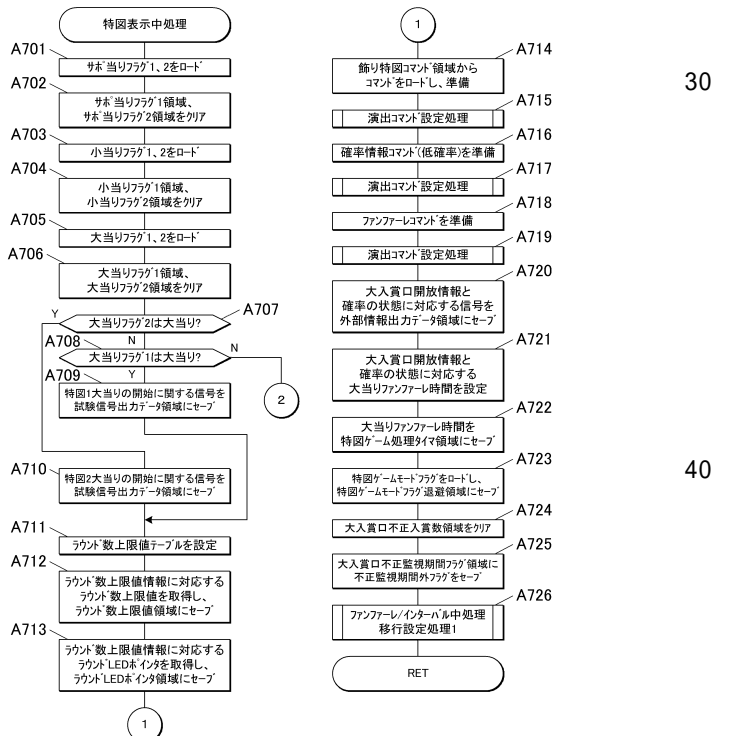 特図表示中処理
A701
サポ当りフラグ1、2をロード
A702
サポ当りフラグ1領域、
サポ当りフラグ2領域をクリア
A703
小当りフラグ1、2をロード
A704
小当りフラグ1領域、
小当りフラグ2領域をクリア
A705
大当りフラグ1、2をロード
A706
大当りフラグ1領域、
大当りフラグ2領域をクリア
A707
Y
大当りフラグ2は大当り?
N
A708
大当りフラグ1は大当り?
N
Y
2
A709
特図1大当りの開始に関する信号を
試験信号出力データ領域にセーブ
A710
特図2大当りの開始に関する信号を
試験信号出力データ領域にセーブ
A711
ラウンド数上限値テーブルを設定
A712
ラウンド数上限値情報に対応する
ラウンド数上限値を取得し、
ラウンド数上限値領域にセーブ
A713
ラウンド数上限値情報に対応する
ラウンドLEDポインタを取得し、
ラウンドLEDポインタ領域にセーブ
1
1
A714
飾り特図コマンド領域から
コマンドをロードし、準備
A715
演出コマンド設定処理
A716
確率情報コマンド(低確率)を準備
A717
演出コマンド設定処理
A718
ファンファーレコマンドを準備
A719
演出コマンド設定処理
A720
大入賞口開放情報と
確率の状態に対応する信号を
外部情報出力データ領域にセーブ
A721
大入賞口開放情報と
確率の状態に対応する
大当りファンファーレ時間を設定
A722
大当りファンファーレ時間を
特図ゲーム処理タイマ領域にセーブ
A723
特図ゲームモードフラグをロードし、
特図ゲームモードフラグ退避領域にセーブ
A724
大入賞口不正入賞数領域をクリア
A725
大入賞口不正監視期間フラグ領域に
不正監視期間外フラグをセーブ
A726
ファンファーレ/インターバル中処理
移行設定処理1
RET
30
40